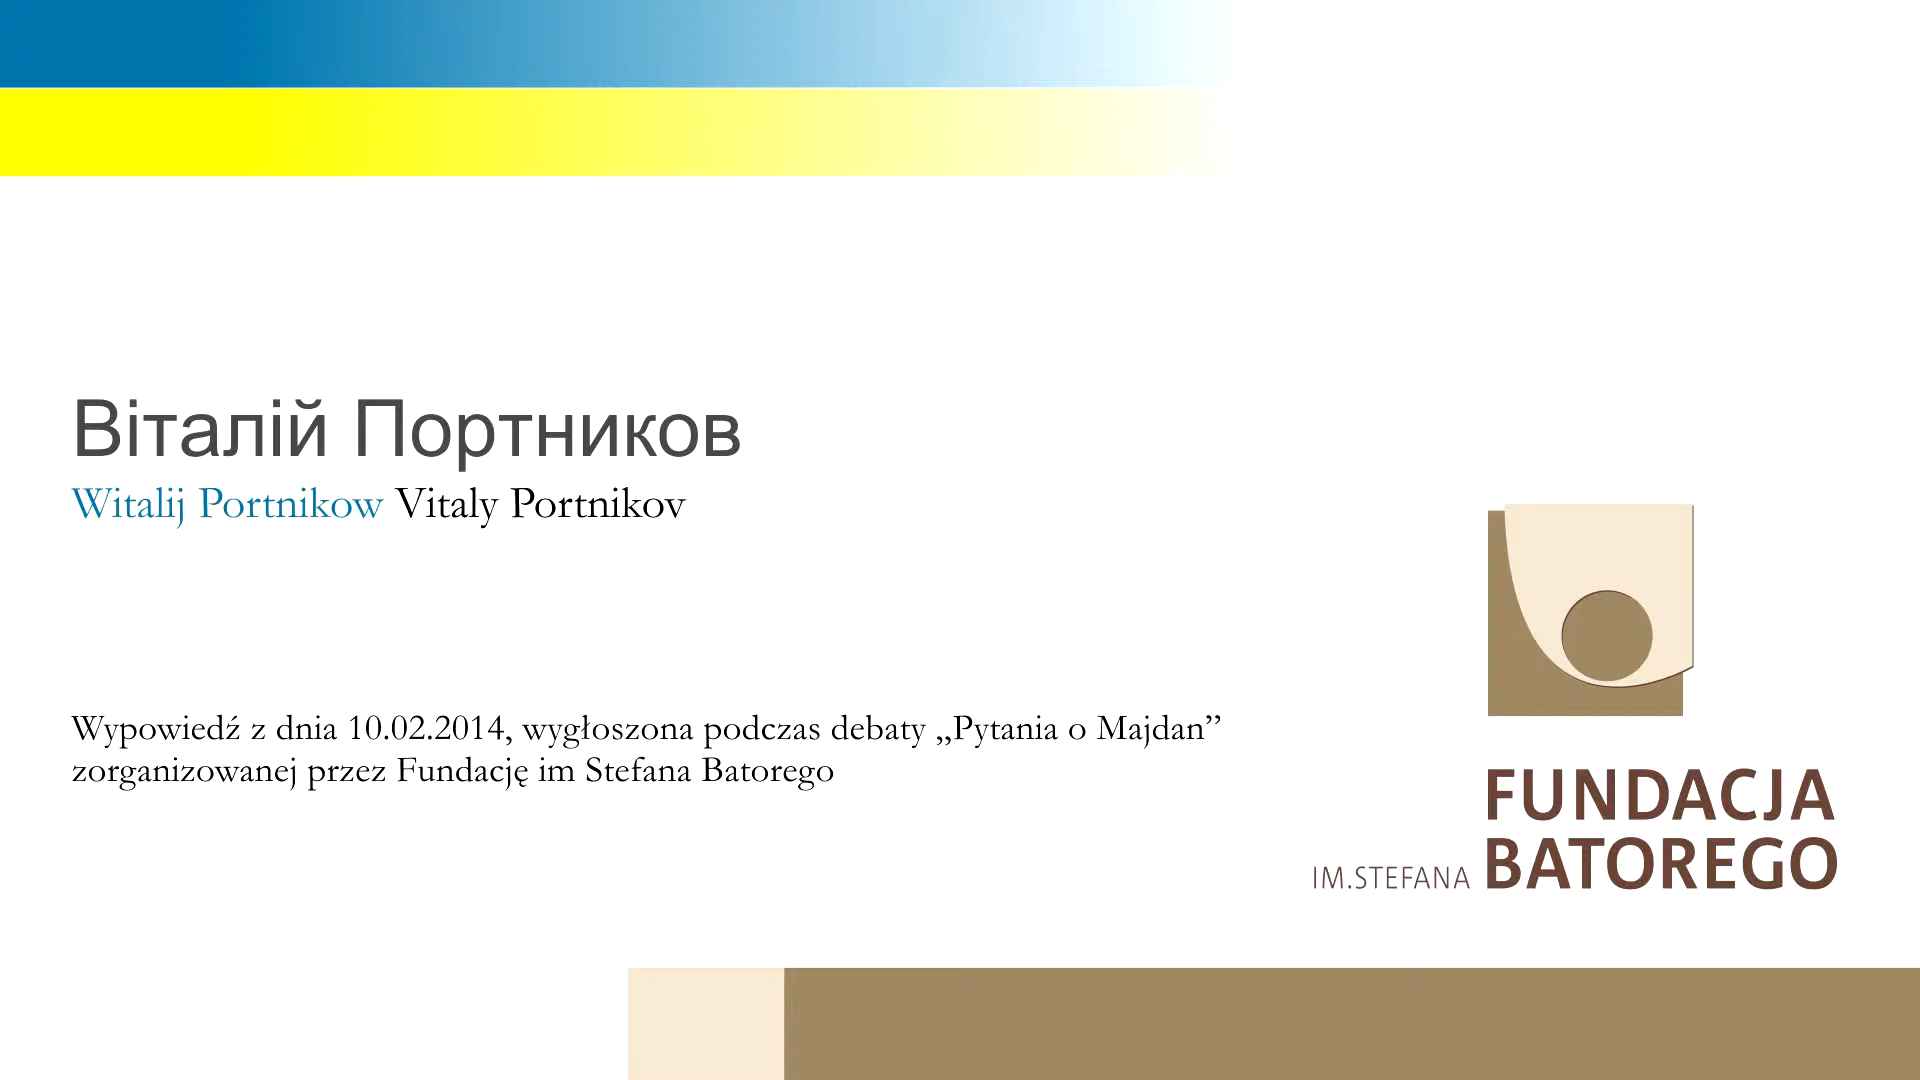 Віталій Портников
Witalij Portnikow Vitaly Portnikov
Wypowiedź z dnia 10.02.2014, wygłoszona podczas debaty „Pytania o Majdan”
zorganizowanej przez Fundację im Stefana Batorego
FUNDACJA
IM.STEFANA BATOREGO